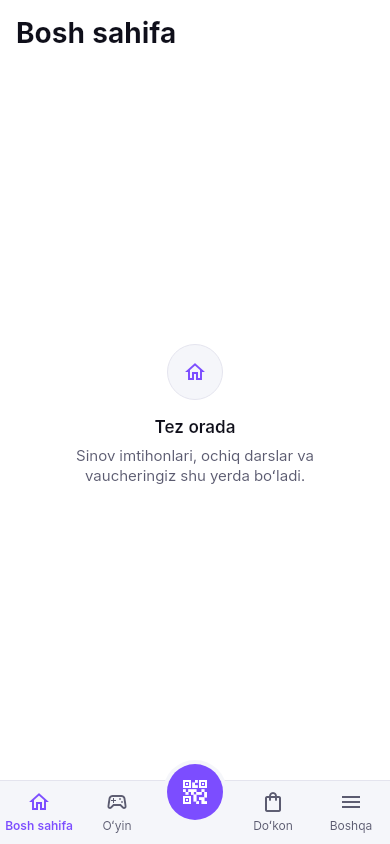 Bosh sahifa
Tez orada
Sinov imtihonlari, ochiq darslar va
vaucheringiz shu yerda boʻladi.
Bosh sahifa
Oʻyin
Doʻkon
Boshqa